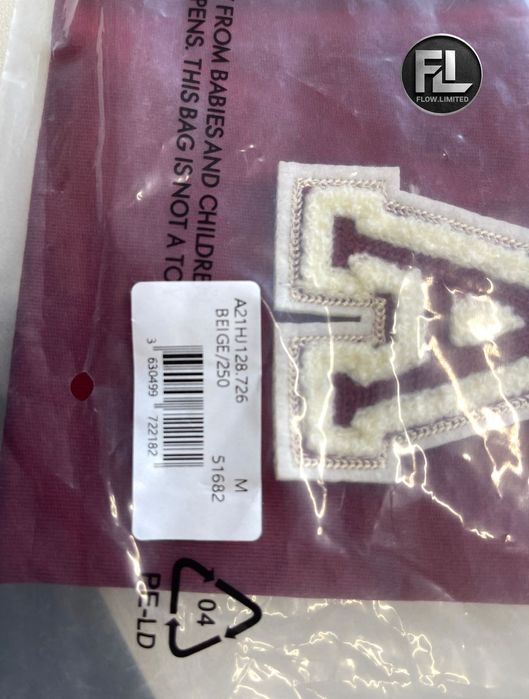 FL
FLOW.LIMITED
FROM BABIES AND CHILDRE
PENS. THIS BAG IS NOT A TO
A21HJ128.726
BEIGE/250
3 630499 722182
M
51682
A
04
PE-LD